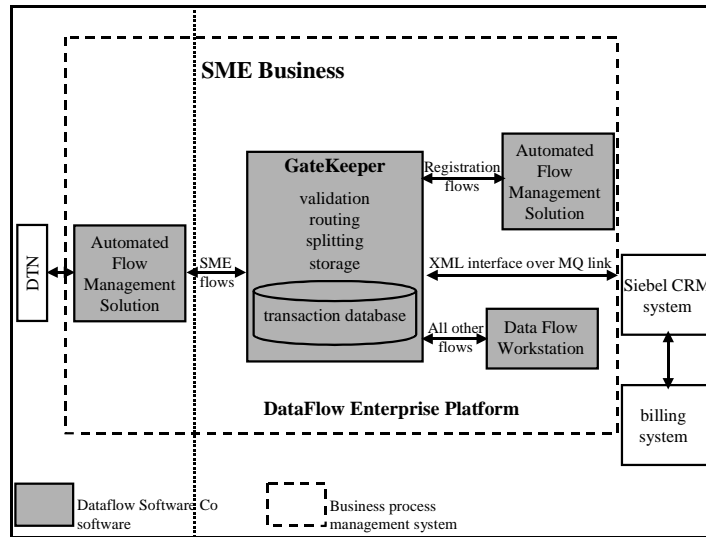 SME Business
GateKeeper
validation
routing
splitting
storage
transaction database
Registration
flows
Automated
Flow
Management
Solution
DTN
Automated
Flow
Management
Solution
SME
flows
XML interface over MQ link
Siebel CRM
system
All other
flows
Data Flow
Workstation
DataFlow Enterprise Platform
billing
system
Dataflow Software Co
software
Business process
management system